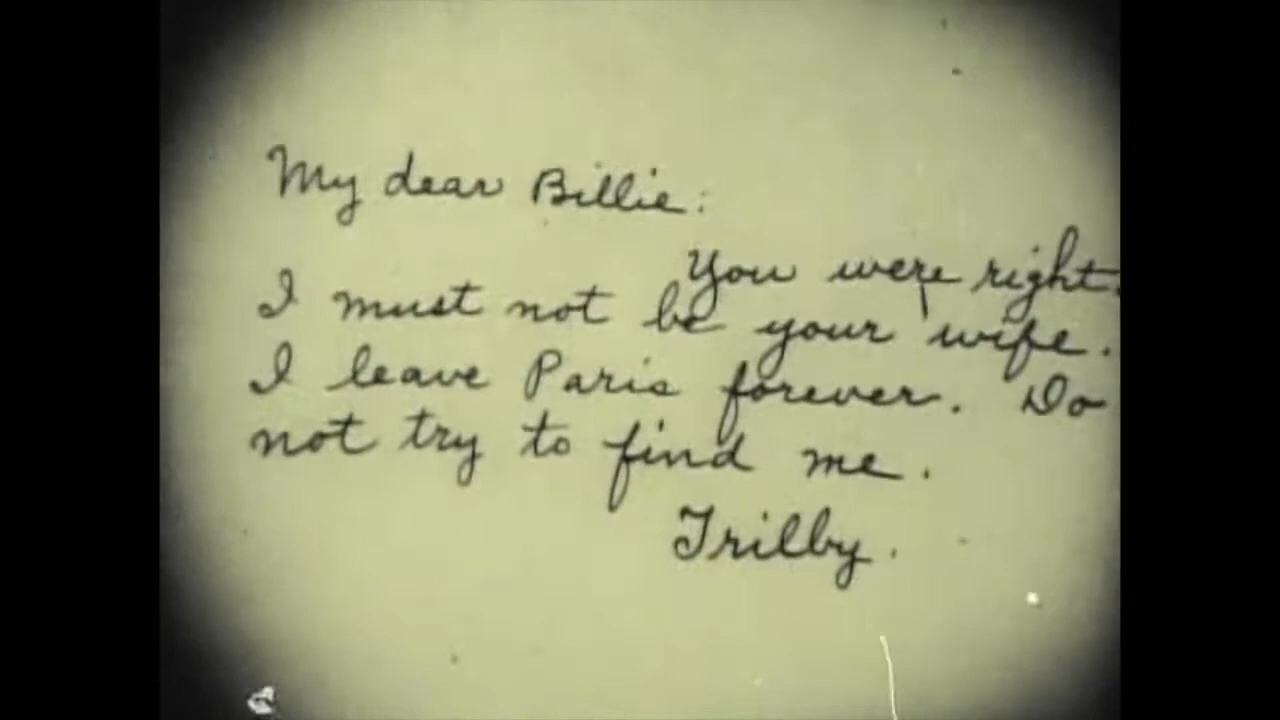 My dear Billie:
You were right.
I must not be your wife.
I leave Paris forever. Do
not try to find me.
Trilby.